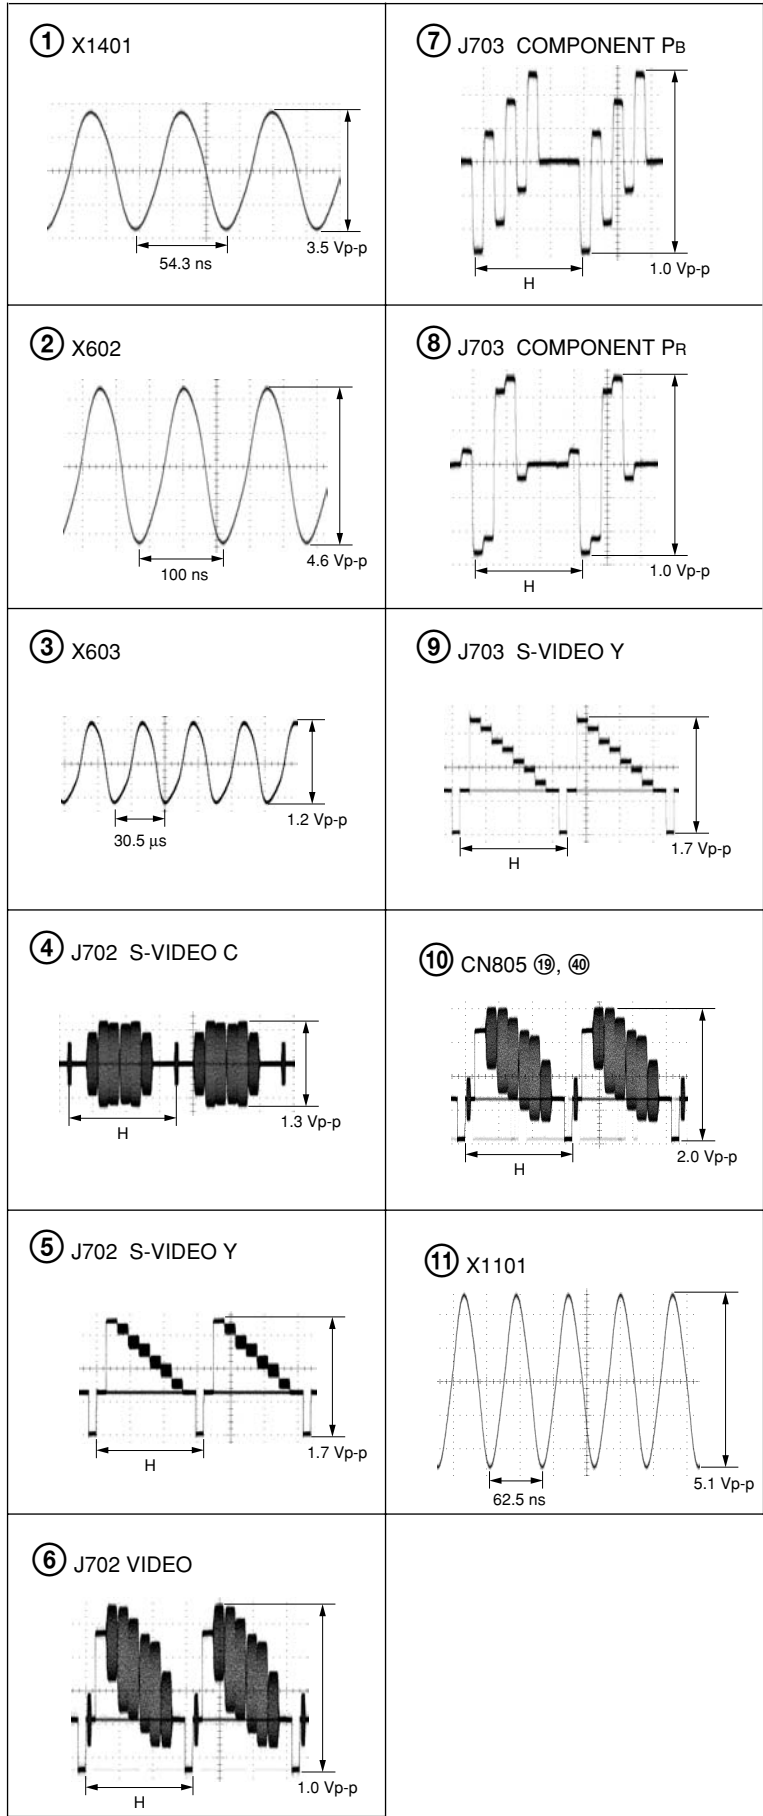 ① X1401
3.5 Vp-p
54.3 ns
② X602
4.6 Vp-p
100 ns
③ X603
1.2 Vp-p
30.5 µs
④ J702 S-VIDEO C
1.3 Vp-p
H
⑤ J702 S-VIDEO Y
1.7 Vp-p
H
⑥ J702 VIDEO
1.0 Vp-p
H
⑦ J703 COMPONENT PB
1.0 Vp-p
H
⑧ J703 COMPONENT PR
1.0 Vp-p
H
⑨ J703 S-VIDEO Y
1.7 Vp-p
H
⑩ CN805 ⑲, ㊵
2.0 Vp-p
H
⑪ X1101
5.1 Vp-p
62.5 ns